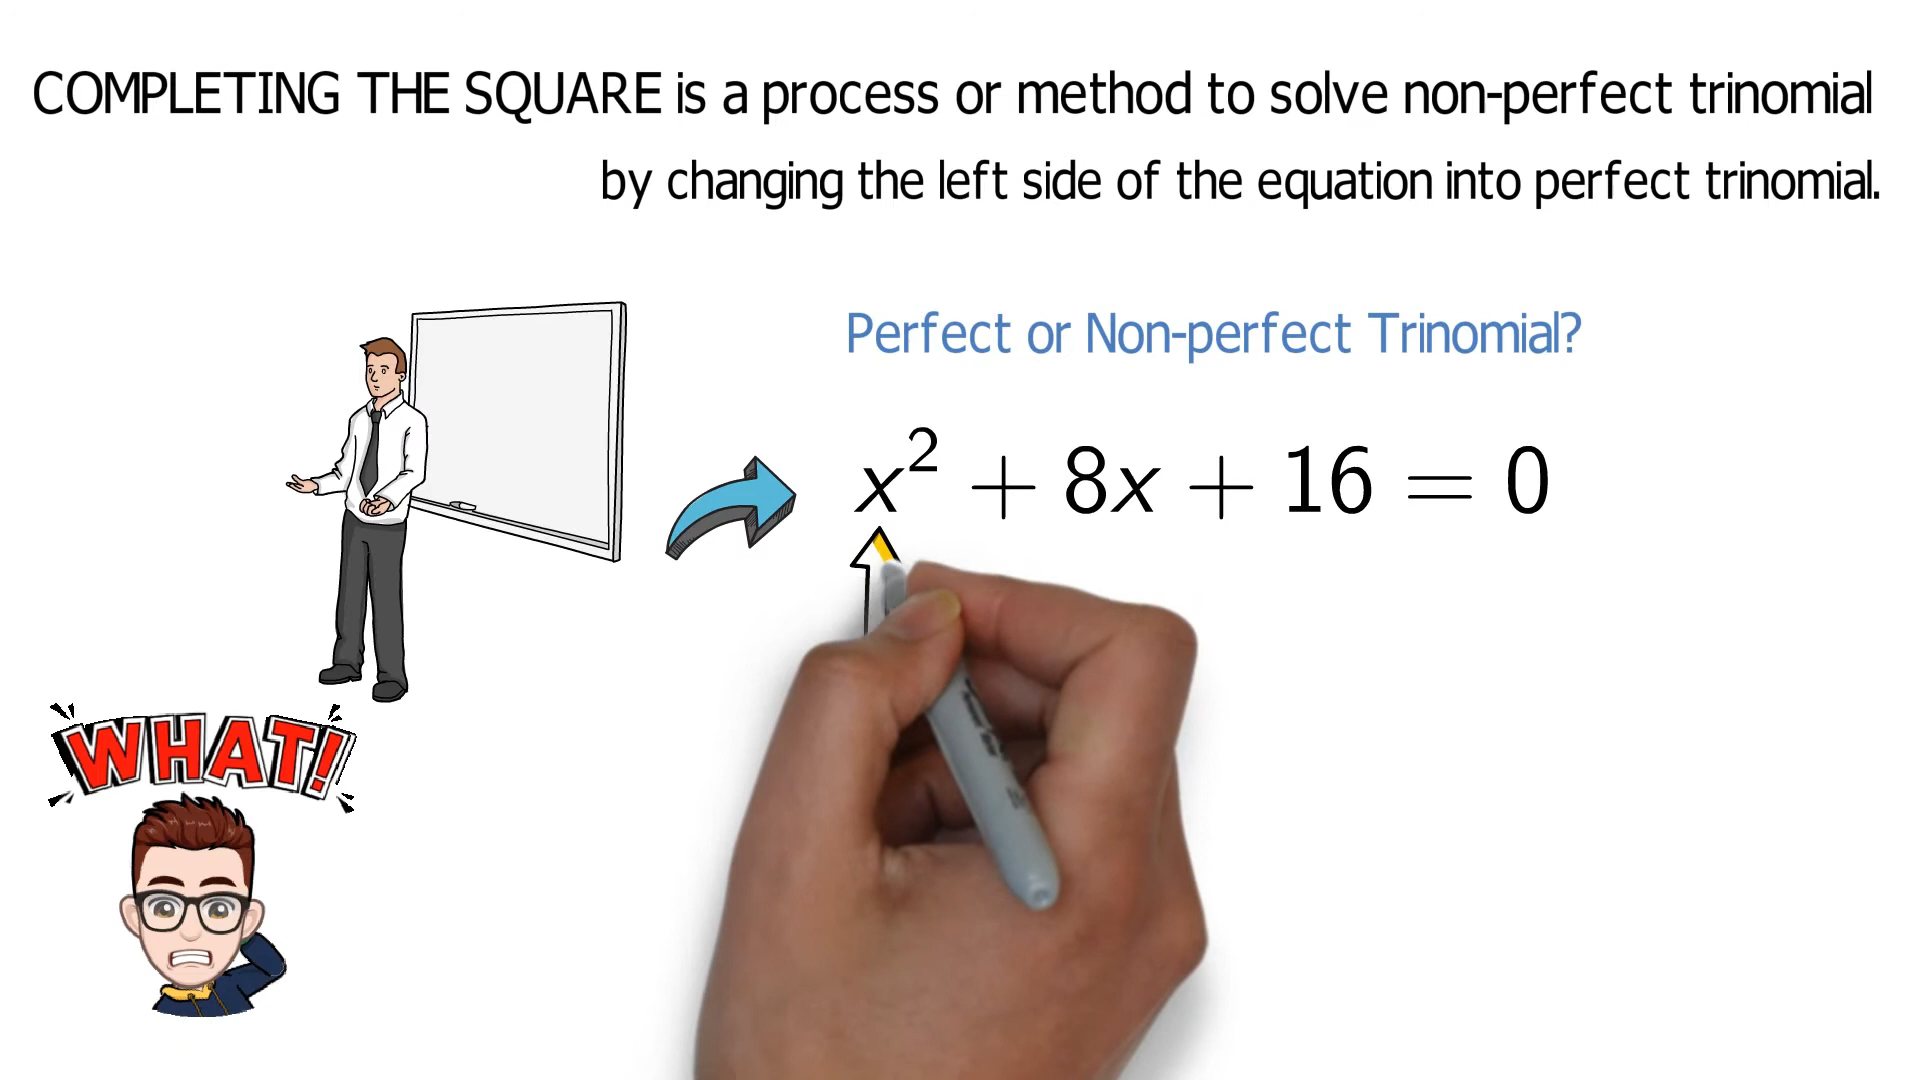 COMPLETING THE SQUARE is a process or method to solve non-perfect trinomial
by changing the left side of the equation into perfect trinomial.
Perfect or Non-perfect Trinomial?
x² + 8x + 16 = 0
WHAT!